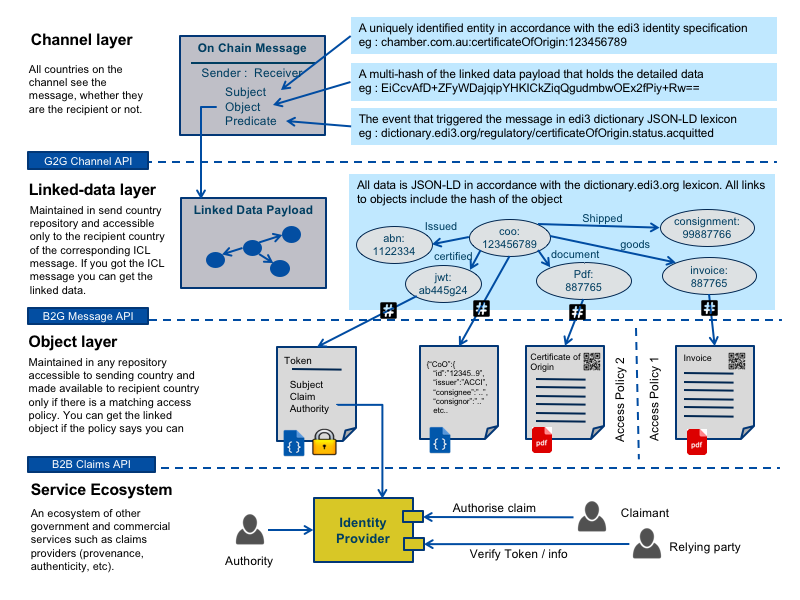 Channel layer
All countries on the
channel see the
message, whether they
are the recipient or not.
On Chain Message
Sender : Receiver
Subject
Object
Predicate
A uniquely identified entity in accordance with the edi3 identity specification
eg : chamber.com.au:certificateOfOrigin:123456789
A multi-hash of the linked data payload that holds the detailed data
eg : EiCcvAfD+ZFyWDajqipYHKlCkZiqQgudmbwOEx2fPiy+Rw==
The event that triggered the message in edi3 dictionary JSON-LD lexicon
eg : dictionary.edi3.org/regulatory/certificateOfOrigin.status.acquitted
G2G Channel API
Linked-data layer
Maintained in send country
repository and accessible
only to the recipient country
of the corresponding ICL
message. If you got the ICL
message you can get the
linked data.
Linked Data Payload
All data is JSON-LD in accordance with the dictionary.edi3.org lexicon. All links
to objects include the hash of the object
abn:
1122334
Issued
coo:
123456789
Shipped
consignment:
99887766
certified
jwt:
ab445g24
document
Pdf:
887765
goods
invoice:
887765
#
#
#
#
B2G Message API
Object layer
Maintained in any repository
accessible to sending country and
made available to recipient country
only if there is a matching access
policy. You can get the linked
object if the policy says you can
Token
Subject
Claim
Authority
{ }
{"CoO":{
"id":"12345..9",
"issuer":"ACCI",
"consignee":"..",
"consignor":".."
etc..
{ }
Certificate of
Origin
pdf
Access Policy 2
Access Policy 1
Invoice
pdf
B2B Claims API
Service Ecosystem
An ecosystem of other
government and commercial
services such as claims
providers (provenance,
authenticity, etc).
Authority
Identity
Provider
Authorise claim
Claimant
Verify Token / info
Relying party